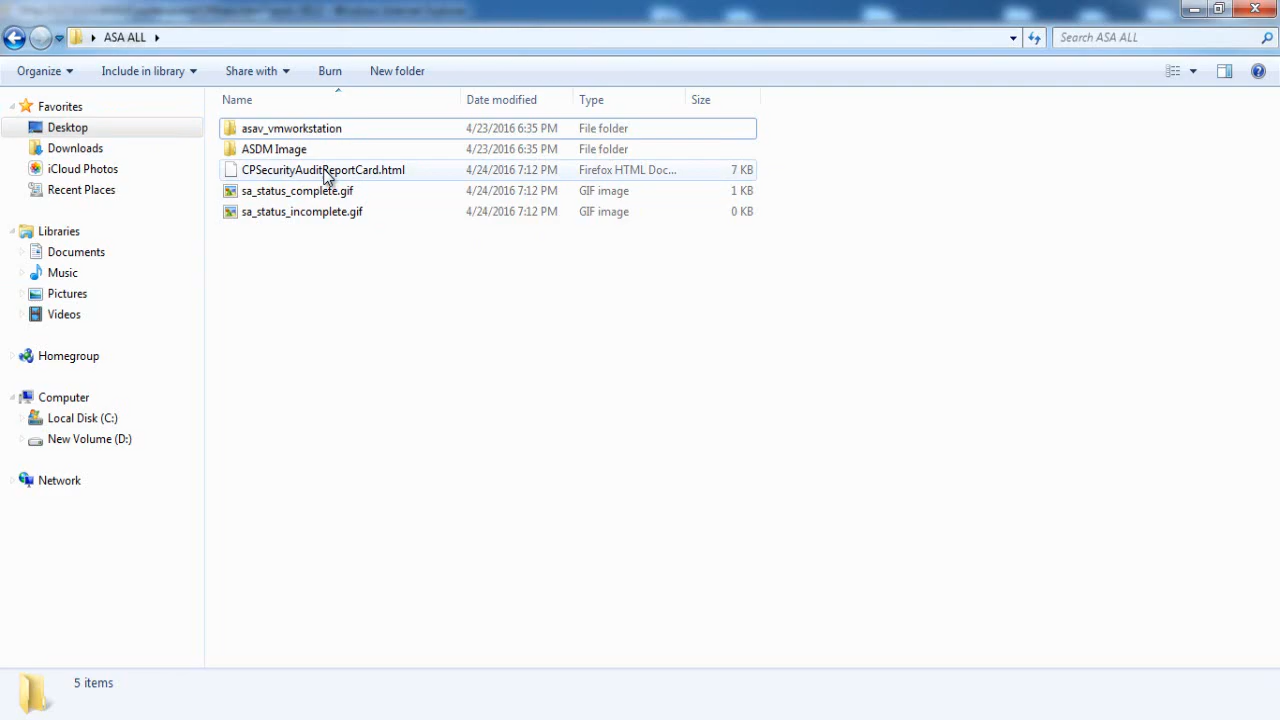 ASA ALL
Search ASA ALL
Organize Include in library Share with Burn New folder
Name Date modified Type Size
Favorites
Desktop
Downloads
iCloud Photos
Recent Places
Libraries
Documents
Music
Pictures
Videos
Homegroup
Computer
Local Disk (C:)
New Volume (D:)
Network
asav_vmworkstation 4/23/2016 6:35 PM File folder
ASDM Image 4/23/2016 6:35 PM File folder
CPSecurityAuditReportCard.html 4/24/2016 7:12 PM Firefox HTML Doc... 7 KB
sa_status_complete.gif 4/24/2016 7:12 PM GIF image 1 KB
sa_status_incomplete.gif 4/24/2016 7:12 PM GIF image 0 KB
5 items